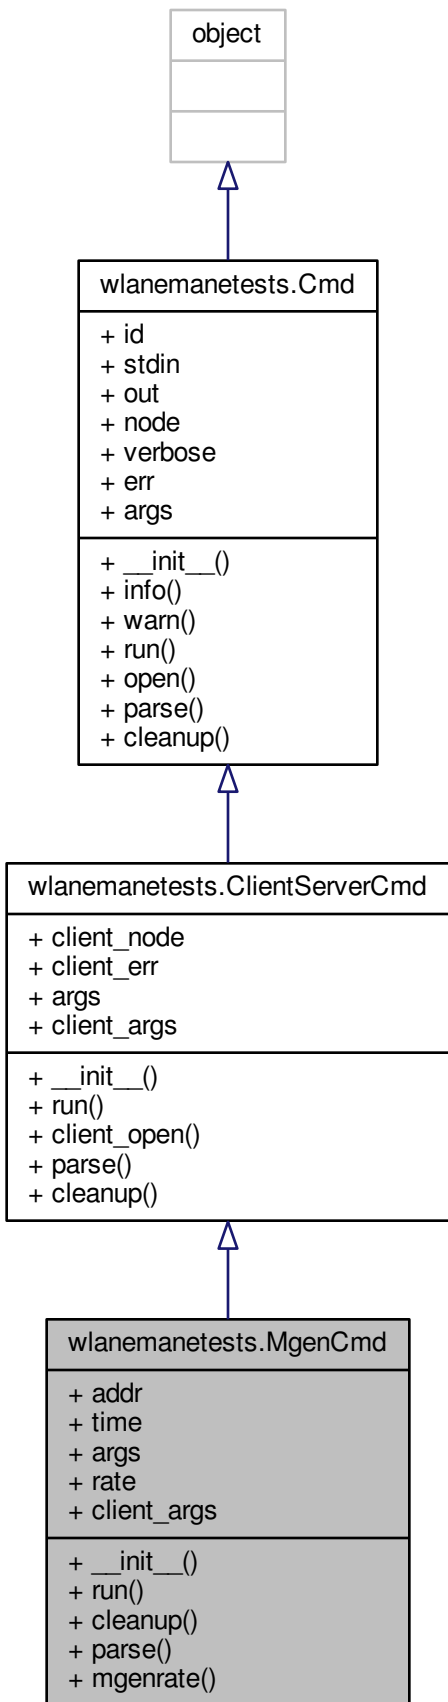 object
wlanemanetests.Cmd
+ id
+ stdin
+ out
+ node
+ verbose
+ err
+ args
+ __init__()
+ info()
+ warn()
+ run()
+ open()
+ parse()
+ cleanup()
wlanemanetests.ClientServerCmd
+ client_node
+ client_err
+ args
+ client_args
+ __init__()
+ run()
+ client_open()
+ parse()
+ cleanup()
wlanemanetests.MgenCmd
+ addr
+ time
+ args
+ rate
+ client_args
+ __init__()
+ run()
+ cleanup()
+ parse()
+ mgenrate()